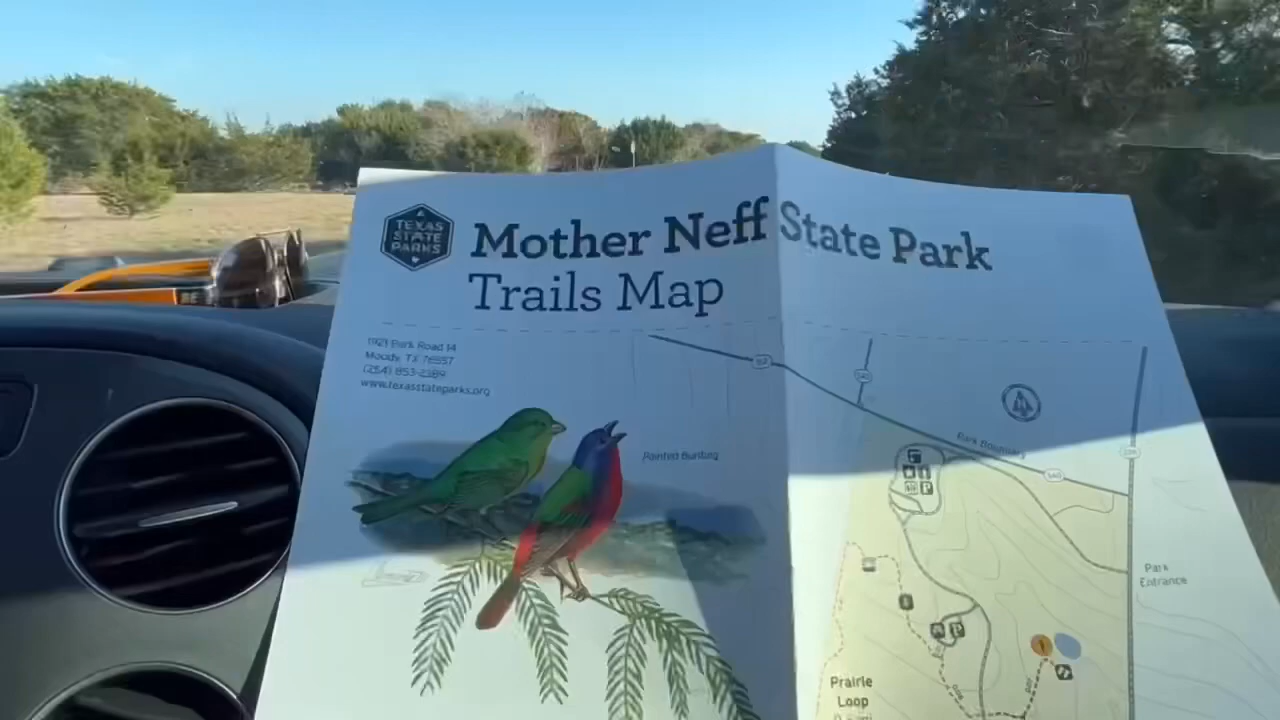 TEXAS
STATE
PARKS
Mother Neff State Park
Trails Map
1921 Park Road 14
Moody, TX 76557
(254) 853-2389
www.texasstateparks.org
Painted Bunting
Park Boundary
Park
Entrance
Prairie
Loop